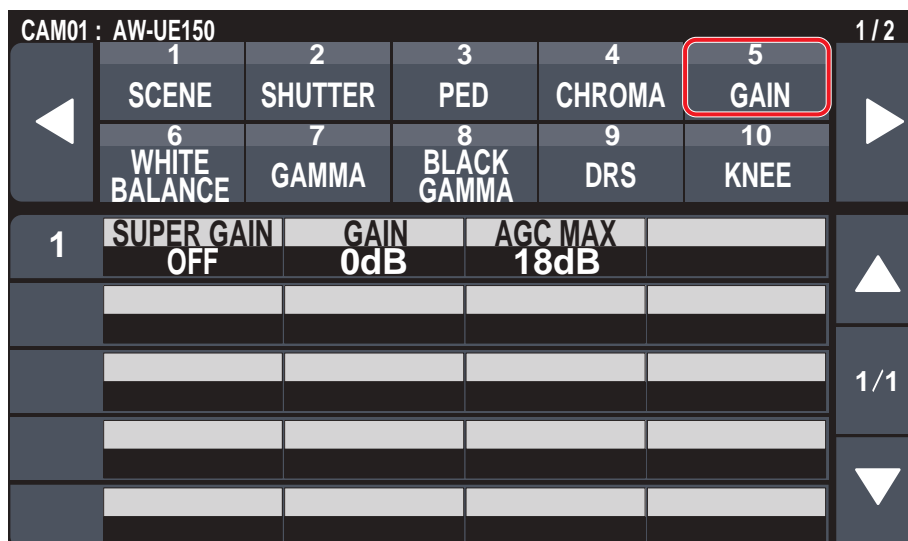 CAM01 : AW-UE150 1 / 2
1 2 3 4 5
SCENE SHUTTER PED CHROMA GAIN
6 7 8 9 10
WHITE BALANCE GAMMA BLACK GAMMA DRS KNEE
1 SUPER GAIN GAIN AGC MAX
OFF 0dB 18dB
1/1